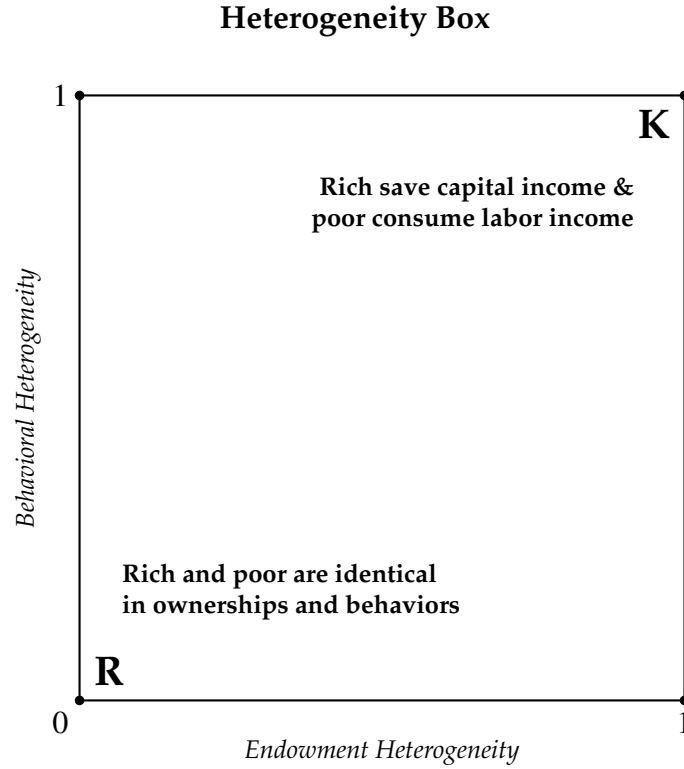 Heterogeneity Box
1
K
Rich save capital income &
poor consume labor income
Behavioral Heterogeneity
Rich and poor are identical
in ownerships and behaviors
R
0
1
Endowment Heterogeneity